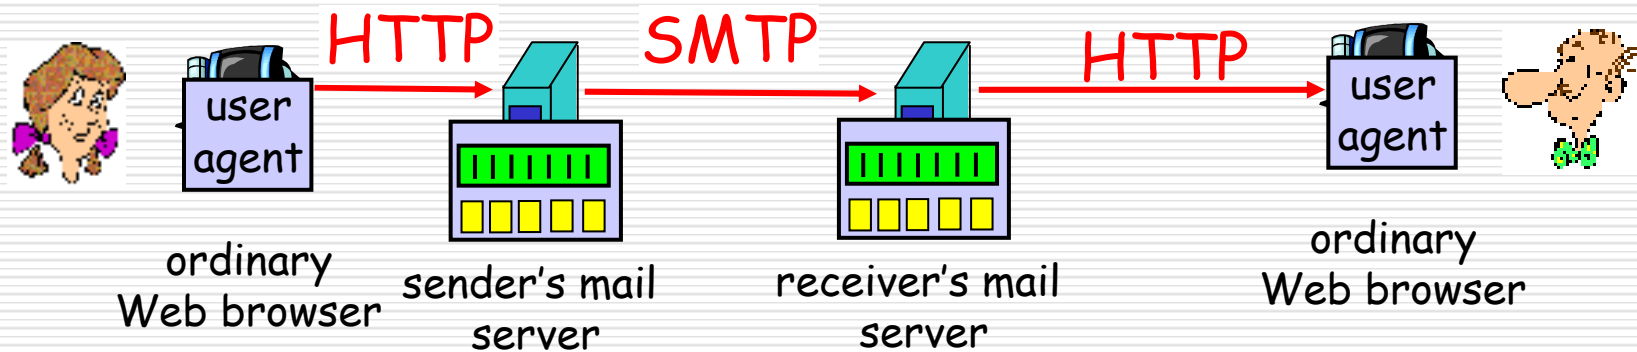 HTTP
SMTP
HTTP
user
agent
user
agent
ordinary
Web browser
sender's mail
server
receiver's mail
server
ordinary
Web browser